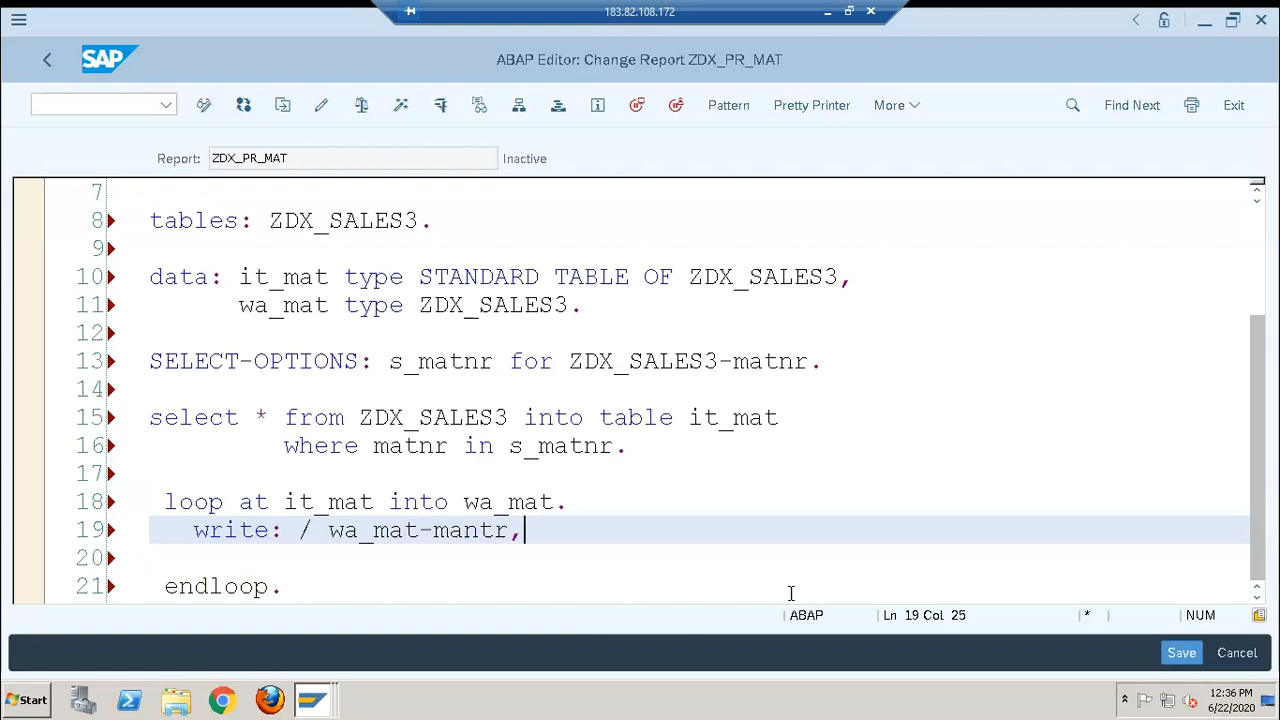 183.82.108.172
SAP
ABAP Editor: Change Report ZDX_PR_MAT
Pattern Pretty Printer More Find Next Exit
Report: ZDX_PR_MAT Inactive
7
8 tables: ZDX_SALES3.
9
10 data: it_mat type STANDARD TABLE OF ZDX_SALES3,
11 wa_mat type ZDX_SALES3.
12
13 SELECT-OPTIONS: s_matnr for ZDX_SALES3-matnr.
14
15 select * from ZDX_SALES3 into table it_mat
16 where matnr in s_matnr.
17
18 loop at it_mat into wa_mat.
19 write: / wa_mat-mantr,
20
21 endloop.
ABAP Ln 19 Col 25 * NUM
Save Cancel
Start
12:36 PM
6/22/2020